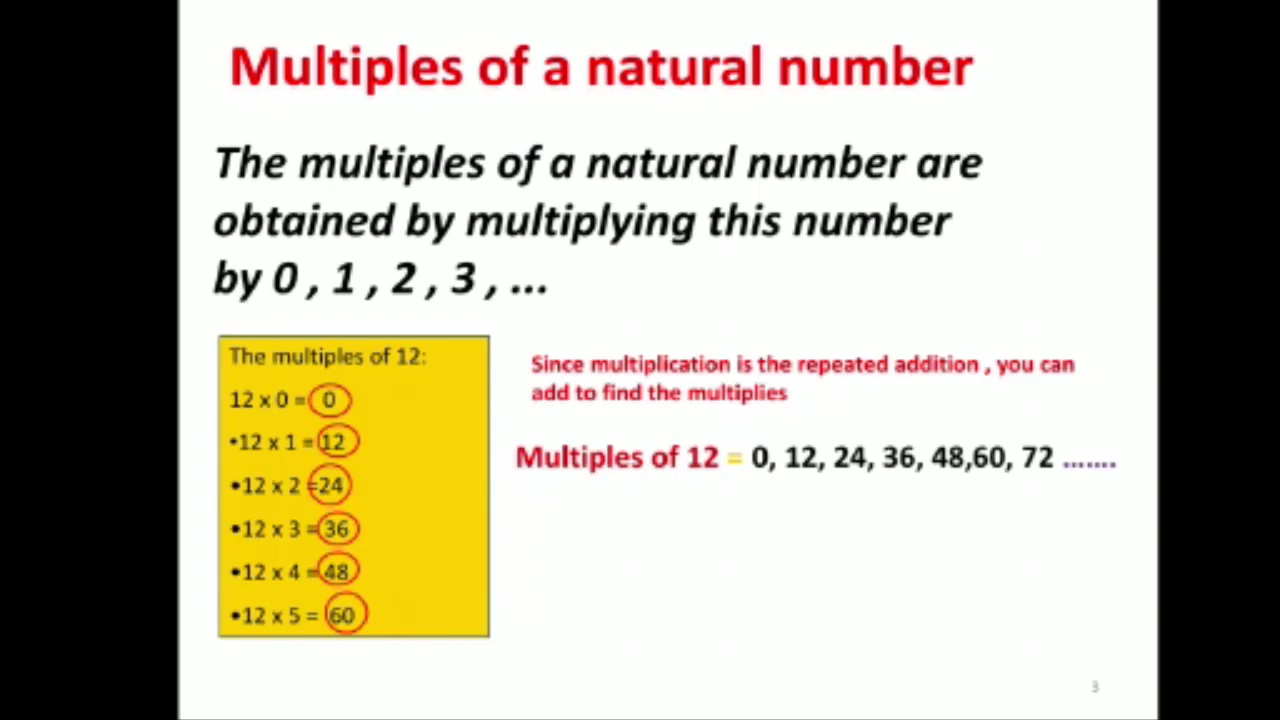 Multiples of a natural number
The multiples of a natural number are
obtained by multiplying this number
by 0 , 1 , 2 , 3 , ...
The multiples of 12:
12 x 0 = 0
•12 x 1 = 12
•12 x 2 =24
•12 x 3 = 36
•12 x 4 = 48
•12 x 5 = 60
Since multiplication is the repeated addition , you can
add to find the multiplies
Multiples of 12 = 0, 12, 24, 36, 48,60, 72 .......
3